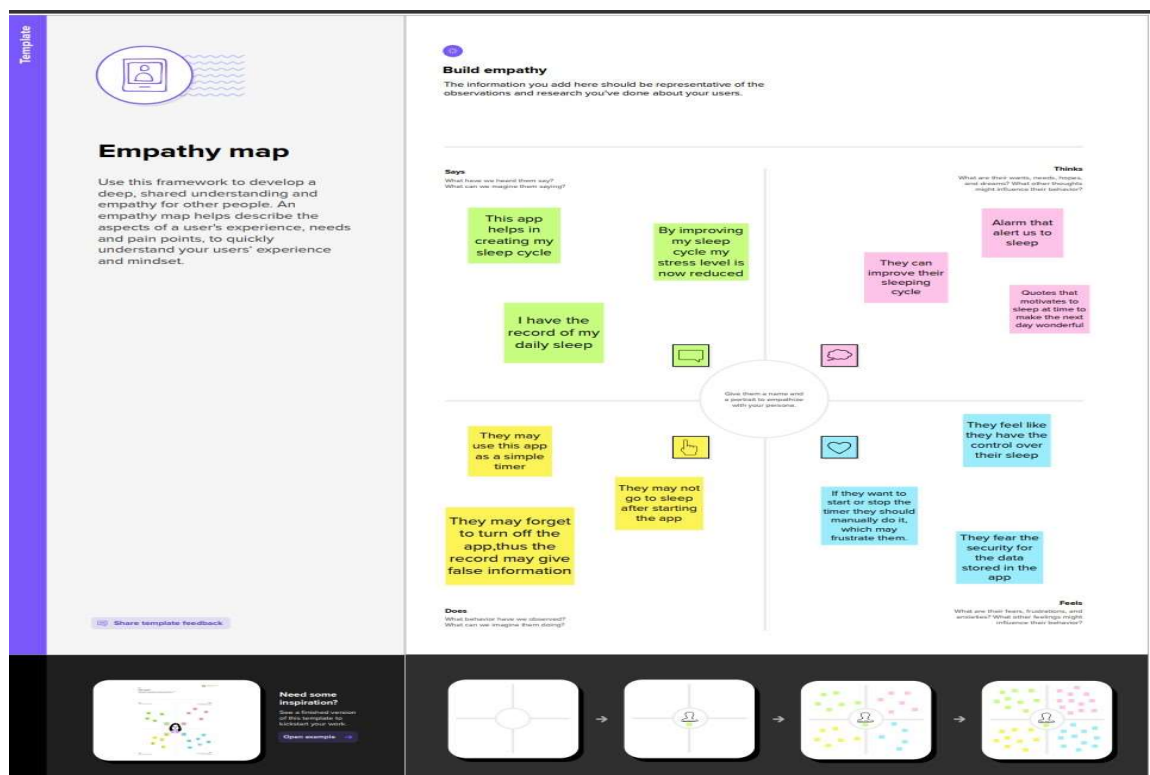 Template
Empathy map
Use this framework to develop a
deep, shared understanding and
empathy for other people. An
empathy map helps describe the
aspects of a user's experience, needs
and pain points, to quickly
understand your users' experience
and mindset.
Share template feedback
Build empathy
The information you add here should be representative of the
observations and research you've done about your users.
Says
What have we heard them say?
What can we imagine them saying?
This app
helps in
creating my
sleep cycle
By improving
my sleep
cycle my
stress level is
now reduced
I have the
record of my
daily sleep
Thinks
What are their wants, needs, hopes,
and dreams? What other thoughts
might influence their behavior?
Alarm that
alert us to
sleep
They can
improve their
sleeping
cycle
Quotes that
motivates to
sleep at time to
make the next
day wonderful
Give them a name and
a portrait to empathize
with your persona.
They may
use this app
as a simple
timer
They may not
go to sleep
after starting
the app
They may forget
to turn off the
app,thus the
record may give
false information
Does
What behavior have we observed?
What can we imagine them doing?
They feel like
they have the
control over
their sleep
If they want to
start or stop the
timer they should
manually do it,
which may
frustrate them.
They fear the
security for
the data
stored in the
app
Feels
What are their fears, frustrations, and
anxieties? What other feelings might
influence their behavior?
Need some
inspiration?
See a finished version
of this template to
kickstart your work.
Open example